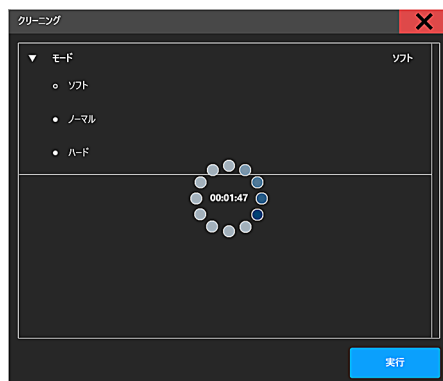 クリーニング
▼ モード ソフト
ソフト
ノーマル
ハード
00:01:47
実行